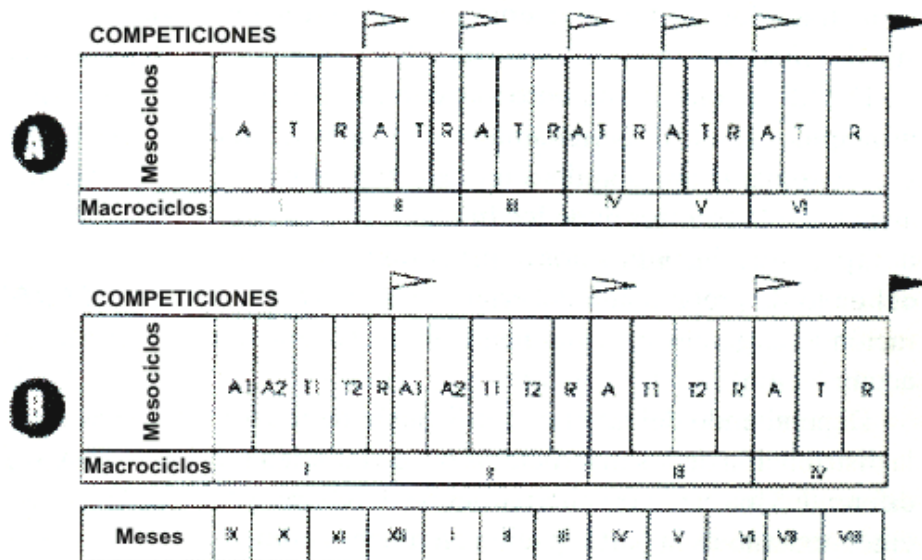 COMPETICIONES
A
Mesociclos
A T R A T R A T R A T R A T R A T R
Macrociclos I II III IV V VI
COMPETICIONES
B
Mesociclos
A1 A2 T1 T2 R A1 A2 T1 T2 R A T1 T2 R A T R
Macrociclos I II III IV
Meses IX X XI XII I II III IV V VI VII VIII